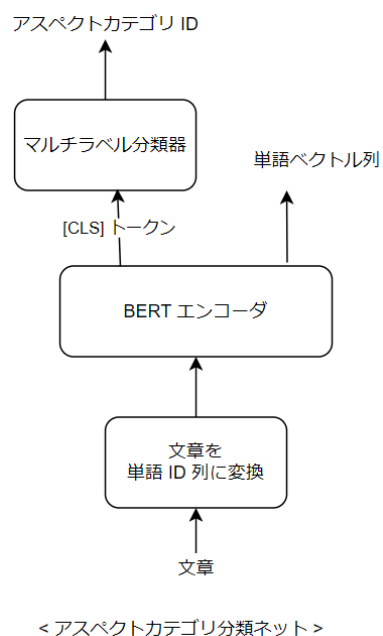 アスペクトカテゴリ ID
マルチラベル分類器
単語ベクトル列
[CLS] トークン
BERT エンコーダ
文章を
単語 ID 列に変換
文章
< アスペクトカテゴリ分類ネット >